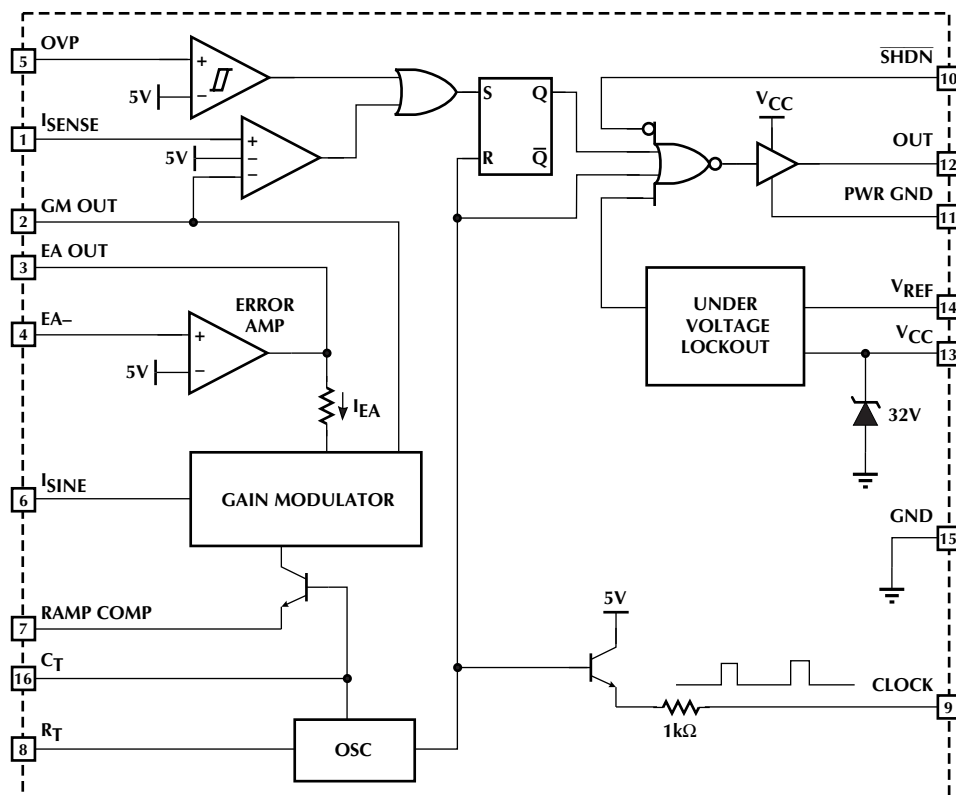 OVP
5
5V
+
−
ISENSE
1
5V
+
−
−
GM OUT
2
EA OUT
3
EA–
4
ERROR
AMP
5V
+
−
IEA
ISINE
6
GAIN MODULATOR
RAMP COMP
7
CT
16
RT
8
OSC
S
Q
R
Q̅
S̅H̅D̅N̅
10
VCC
OUT
12
PWR GND
11
UNDER
VOLTAGE
LOCKOUT
VREF
14
VCC
13
32V
GND
15
5V
CLOCK
9
1kΩ